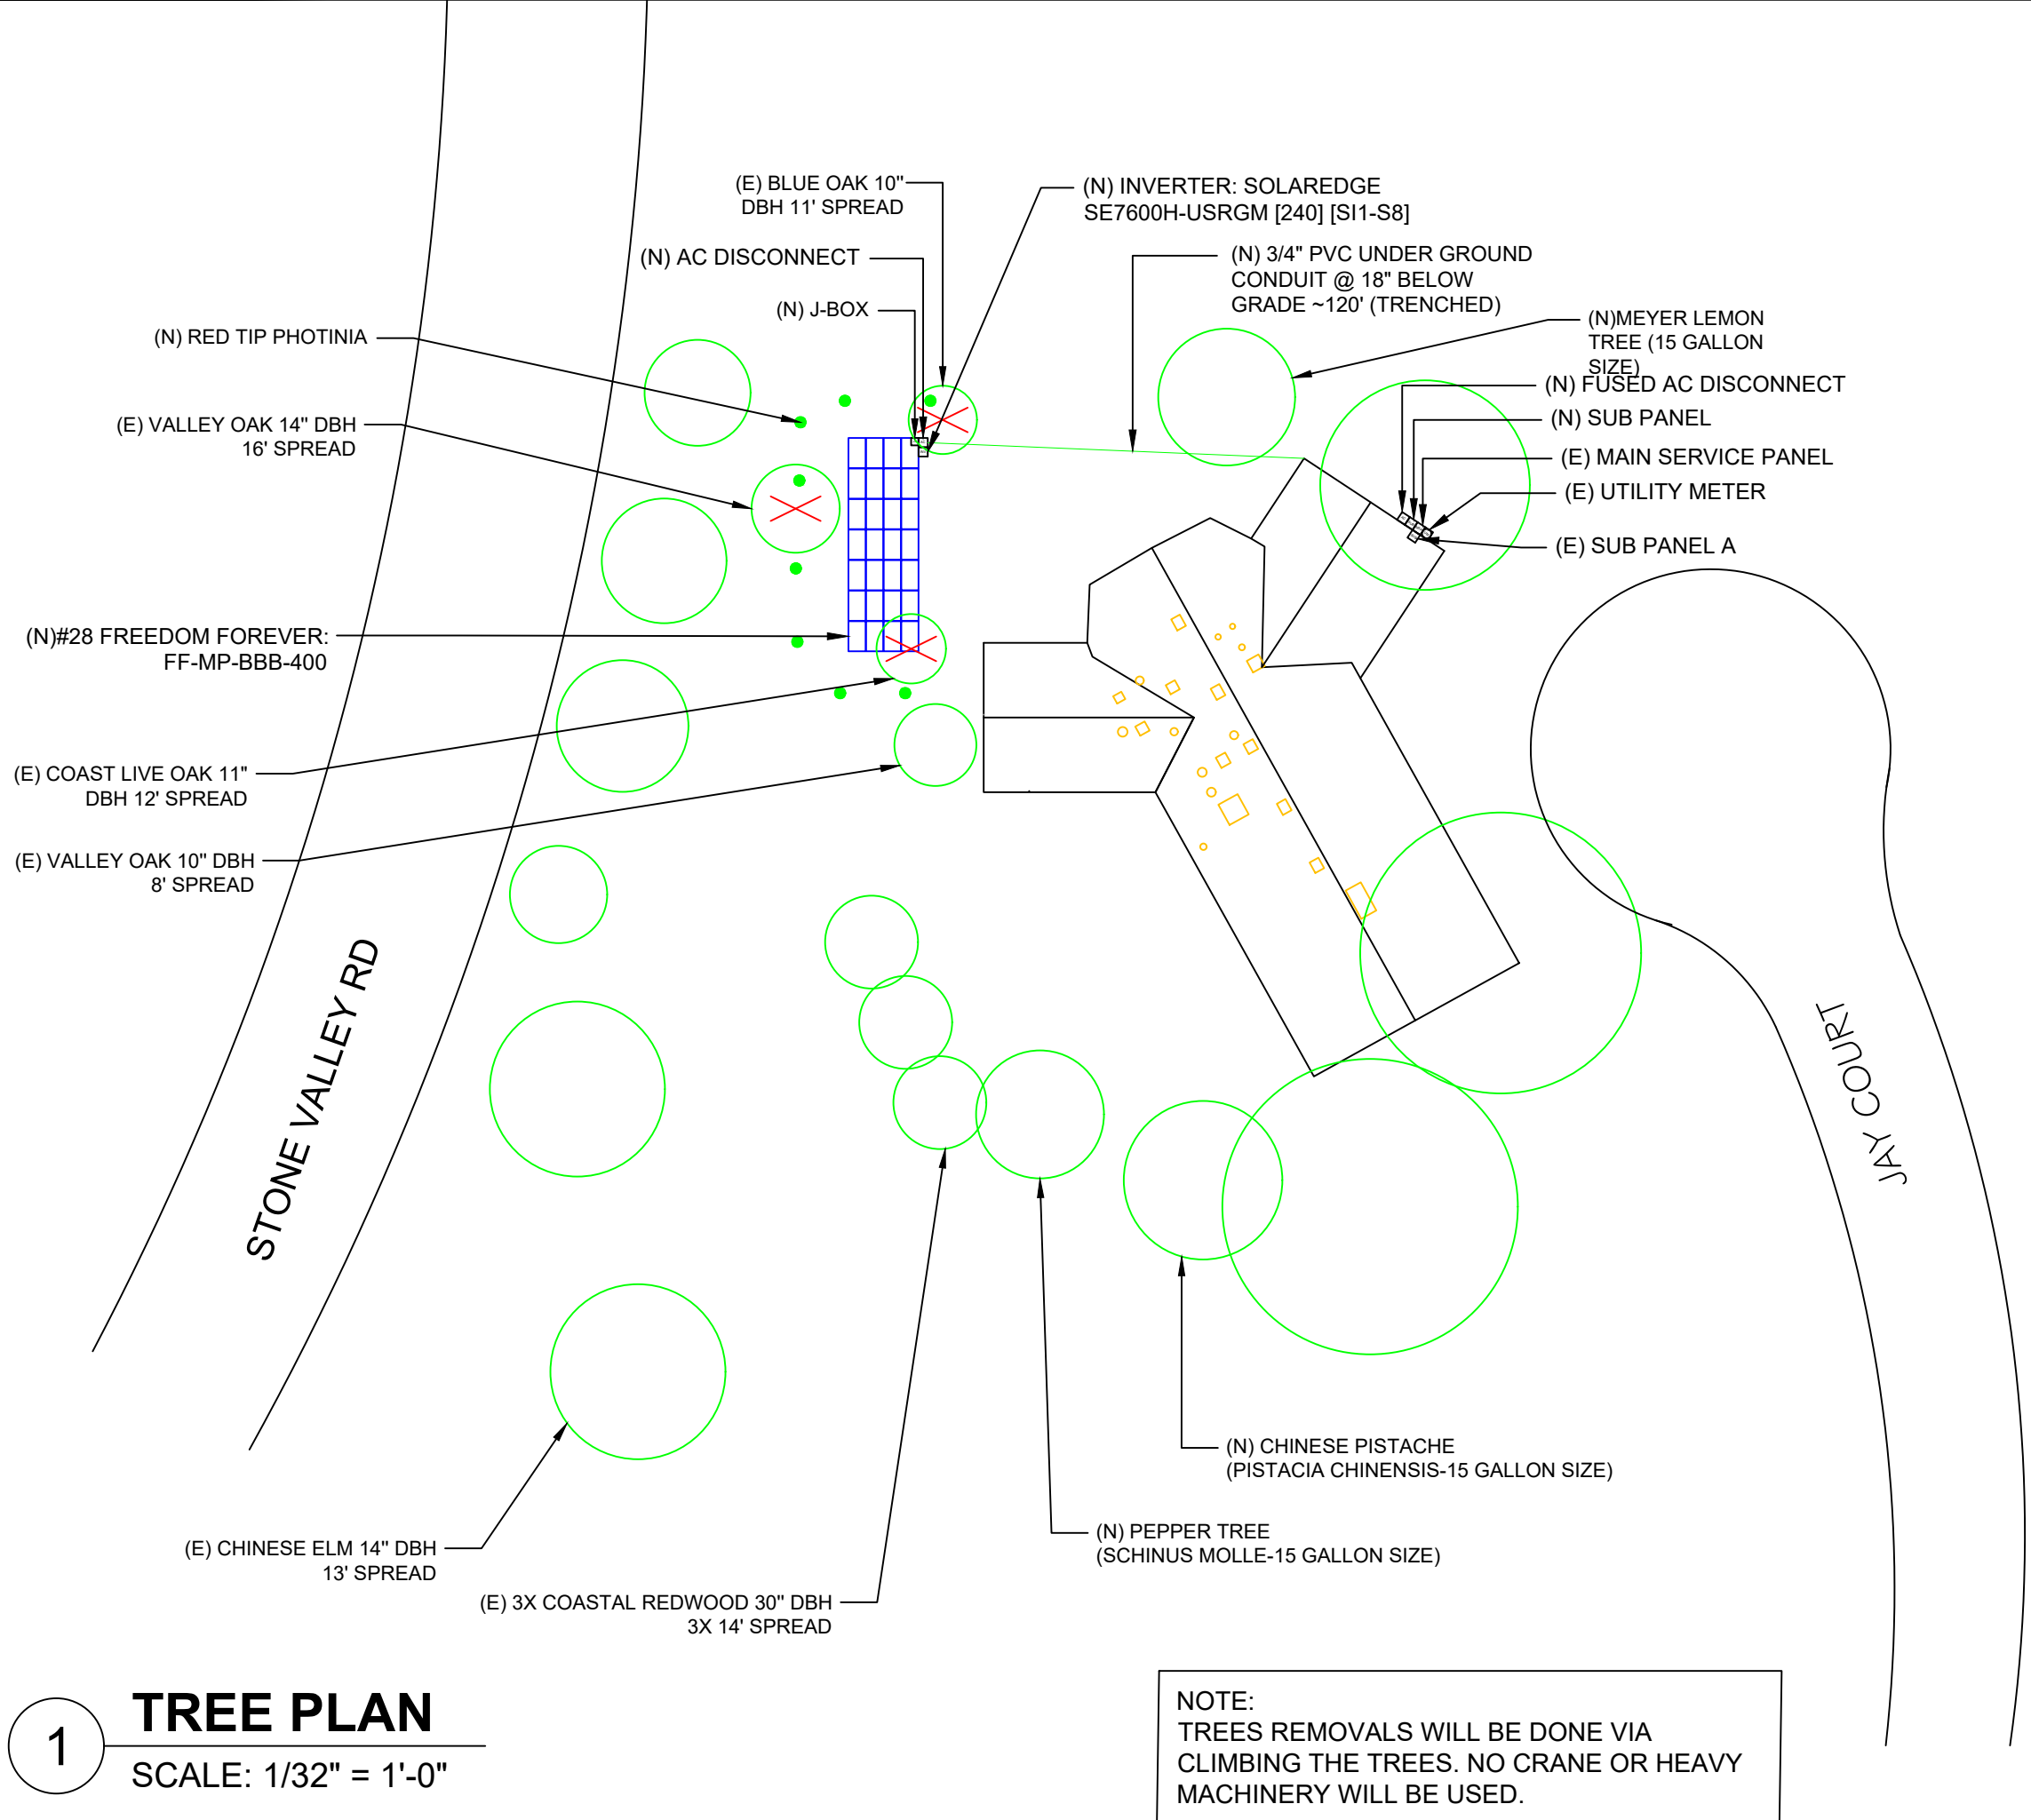 (E) BLUE OAK 10"
DBH 11' SPREAD
(N) INVERTER: SOLAREDGE
SE7600H-USRGM [240] [SI1-S8]
(N) AC DISCONNECT
(N) 3/4" PVC UNDER GROUND
CONDUIT @ 18" BELOW
GRADE ~120' (TRENCHED)
(N) J-BOX
(N)MEYER LEMON
TREE (15 GALLON
SIZE)
(N) RED TIP PHOTINIA
(N) FUSED AC DISCONNECT
(N) SUB PANEL
(E) VALLEY OAK 14" DBH
16' SPREAD
(E) MAIN SERVICE PANEL
(E) UTILITY METER
(E) SUB PANEL A
(N)#28 FREEDOM FOREVER:
FF-MP-BBB-400
(E) COAST LIVE OAK 11"
DBH 12' SPREAD
(E) VALLEY OAK 10" DBH
8' SPREAD
STONE VALLEY RD
JAY COURT
(N) CHINESE PISTACHE
(PISTACIA CHINENSIS-15 GALLON SIZE)
(N) PEPPER TREE
(SCHINUS MOLLE-15 GALLON SIZE)
(E) CHINESE ELM 14" DBH
13' SPREAD
(E) 3X COASTAL REDWOOD 30" DBH
3X 14' SPREAD
1
TREE PLAN
SCALE: 1/32" = 1'-0"
NOTE:
TREES REMOVALS WILL BE DONE VIA
CLIMBING THE TREES. NO CRANE OR HEAVY
MACHINERY WILL BE USED.